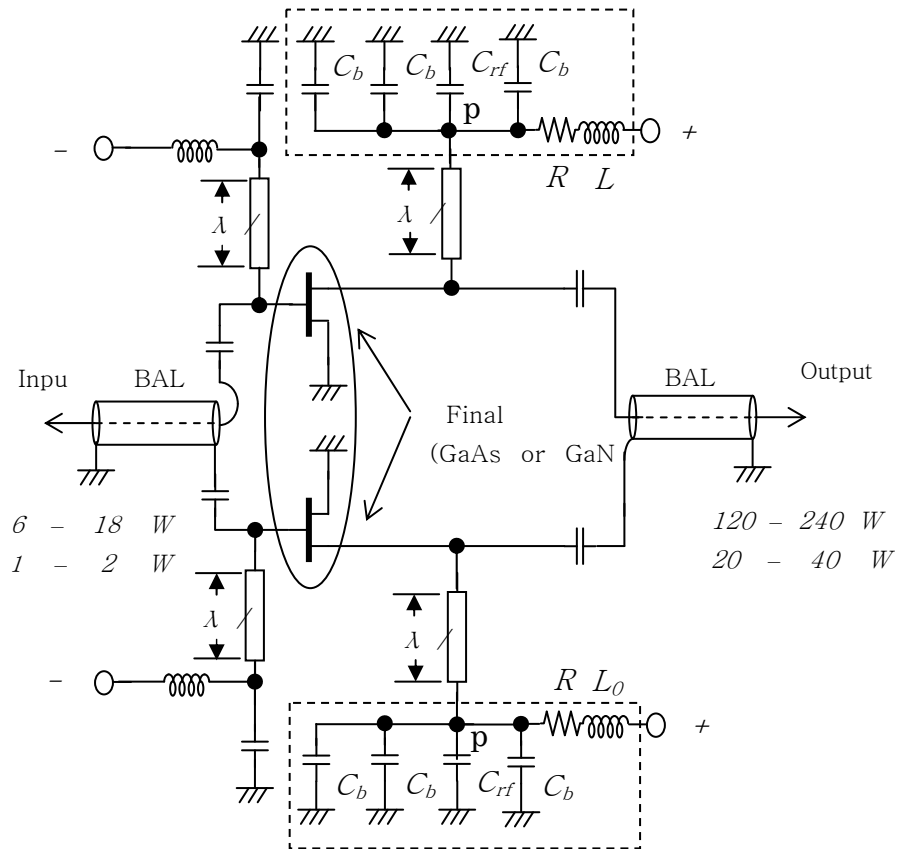 C_b C_b C_rf C_b
p
+
−
R L
λ /
λ /
Inpu
BAL
BAL
Output
Final
(GaAs or GaN
6 – 18 W
1 – 2 W
120 – 240 W
20 – 40 W
λ /
λ /
−
R L_0
+
p
C_b C_b C_rf C_b